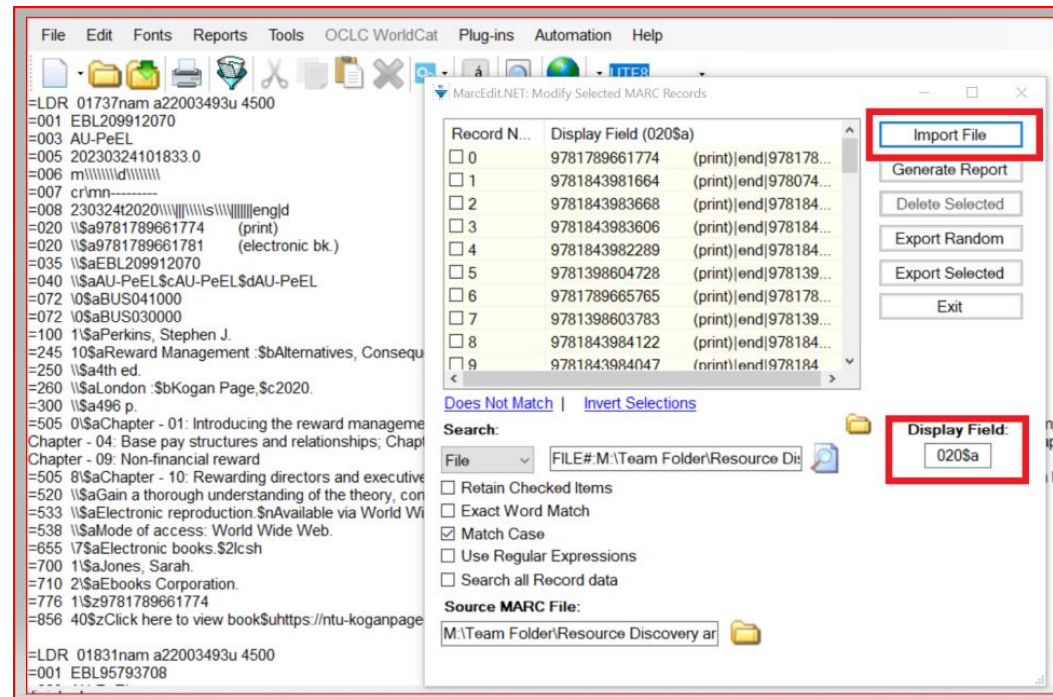 File Edit Fonts Reports Tools OCLC WorldCat Plug-ins Automation Help
UTF8
=LDR 01737nam a22003493u 4500
=001 EBL209912070
=003 AU-PeEL
=005 20230324101833.0
=006 m\\\\\\\\d\\\\\\\\
=007 cr\mn---------
=008 230324t2020\\\\|||\\\\\s\\\\|||||||eng|d
=020 \\$a9781789661774 (print)
=020 \\$a9781789661781 (electronic bk.)
=035 \\$aEBL209912070
=040 \\$aAU-PeEL$cAU-PeEL$dAU-PeEL
=072 \0$aBUS041000
=072 \0$aBUS030000
=100 1\$aPerkins, Stephen J.
=245 10$aReward Management :$bAlternatives, Consequ
=250 \\$a4th ed.
=260 \\$aLondon :$bKogan Page,$c2020.
=300 \\$a496 p.
=505 0\$aChapter - 01: Introducing the reward manageme
Chapter - 04: Base pay structures and relationships; Chapt
Chapter - 09: Non-financial reward
=505 8\$aChapter - 10: Rewarding directors and executive
=520 \\$aGain a thorough understanding of the theory, con
=533 \\$aElectronic reproduction.$nAvailable via World Wi
=538 \\$aMode of access: World Wide Web.
=655 \7$aElectronic books.$2lcsh
=700 1\$aJones, Sarah.
=710 2\$aEbooks Corporation.
=776 1\$z9781789661774
=856 40$zClick here to view book$uhttps://ntu-koganpage
=LDR 01831nam a22003493u 4500
=001 EBL95793708
MarcEdit.NET: Modify Selected MARC Records
Record N... Display Field (020$a)
0 9781789661774 (print)|end|978178...
1 9781843981664 (print)|end|978074...
2 9781843983668 (print)|end|978184...
3 9781843983606 (print)|end|978184...
4 9781843982289 (print)|end|978184...
5 9781398604728 (print)|end|978139...
6 9781789665765 (print)|end|978178...
7 9781398603783 (print)|end|978139...
8 9781843984122 (print)|end|978184...
9 9781843984047 (print)|end|978184
Import File
Generate Report
Delete Selected
Export Random
Export Selected
Exit
Does Not Match | Invert Selections
Search:
File FILE#:M:\Team Folder\Resource Dis
Display Field:
020$a
Retain Checked Items
Exact Word Match
Match Case
Use Regular Expressions
Search all Record data
Source MARC File:
M:\Team Folder\Resource Discovery ar